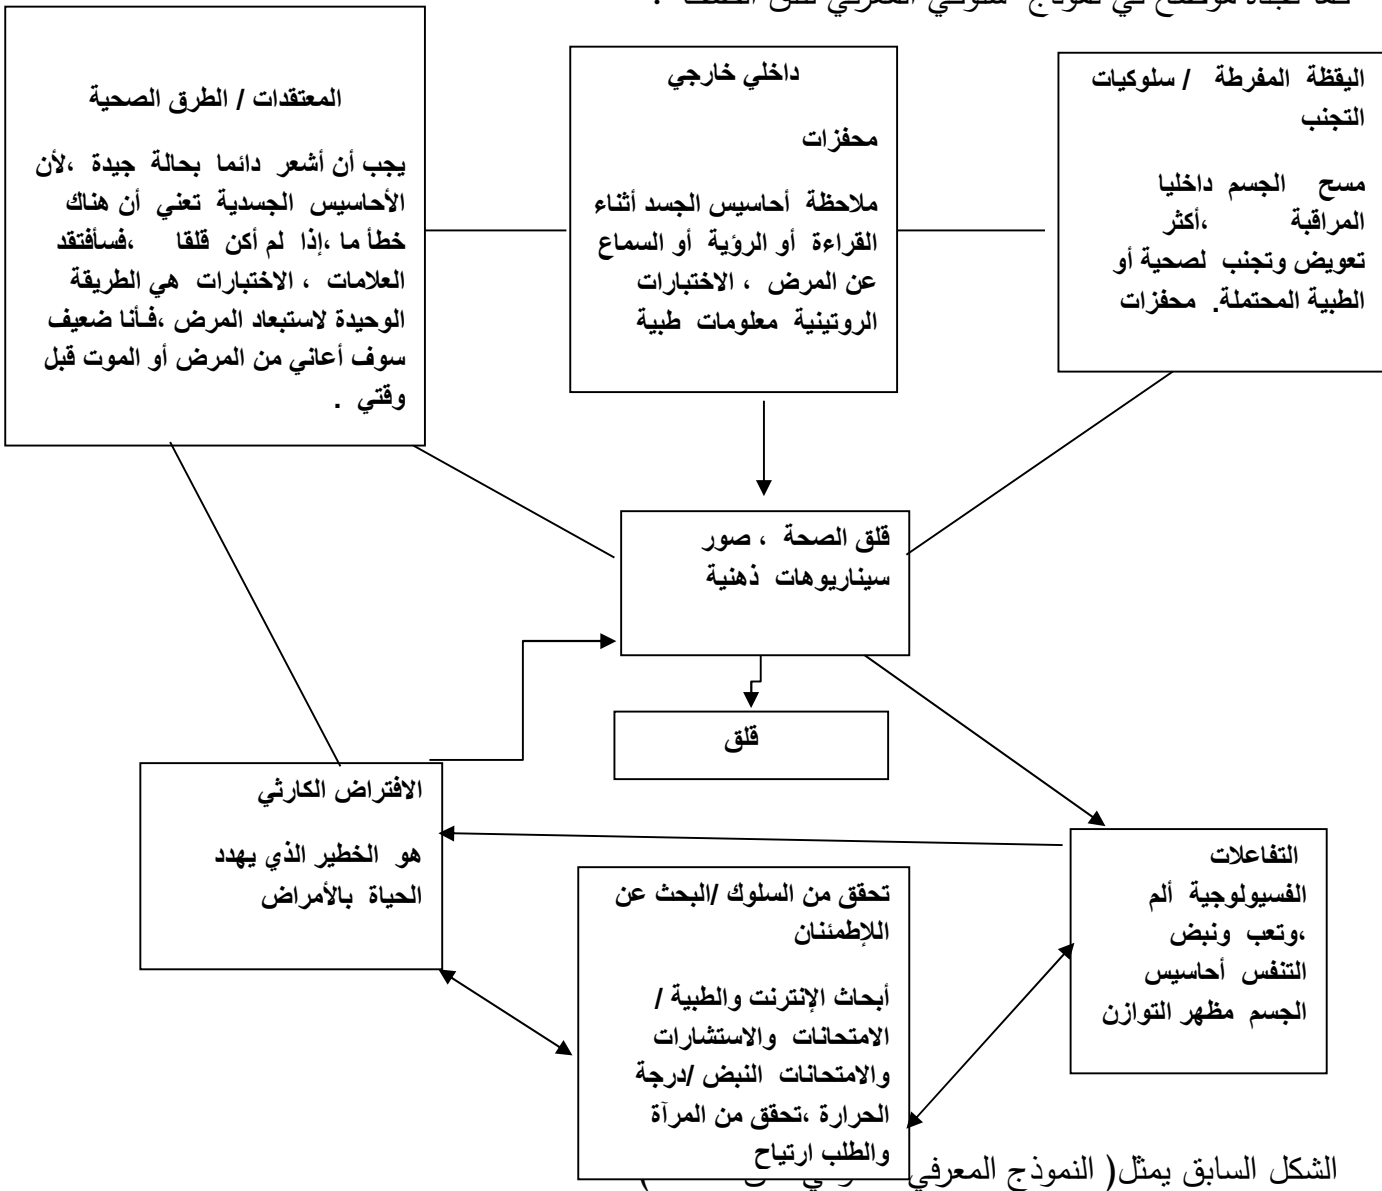 داخلي خارجي
محفزات
ملاحظة أحاسيس الجسد أثناء
القراءة أو الرؤية أو السماع
عن المرض ، الاختبارات
الروتينية معلومات طبية
اليقظة المفرطة / سلوكيات
التجنب
مسح الجسم داخليا
المراقبة ،أكثر
تعويض وتجنب لصحية أو
الطبية المحتملة. محفزات
المعتقدات / الطرق الصحية
يجب أن أشعر دائما بحالة جيدة ،لأن
الأحاسيس الجسدية تعني أن هناك
خطأ ما ،إذا لم أكن قلقا ،فسأفتقد
العلامات ، الاختبارات هي الطريقة
الوحيدة لاستبعاد المرض ،فأنا ضعيف
سوف أعاني من المرض أو الموت قبل
وقتي .
قلق الصحة ، صور
سيناريوهات ذهنية
قلق
الافتراض الكارثي
هو الخطير الذي يهدد
الحياة بالأمراض
تحقق من السلوك /البحث عن
اللإطمئنان
أبحاث الإنترنت والطبية /
الامتحانات والاستشارات
والامتحانات النبض /درجة
الحرارة ،تحقق من المرآة
والطلب ارتياح
التفاعلات
الفسيولوجية ألم
،وتعب ونبض
التنفس أحاسيس
الجسم مظهر التوازن
الشكل السابق يمثل( النموذج المعرفي